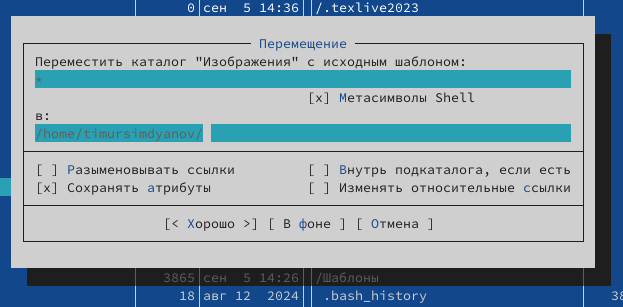 0 сен  5 14:36 /.texlive2023
Перемещение
Переместить каталог "Изображения" с исходным шаблоном:
*
[x] Метасимволы Shell
в:
/home/timursimdyanov/
[ ] Разыменовывать ссылки [ ] Внутрь подкаталога, если есть
[x] Сохранять атрибуты [ ] Изменять относительные ссылки
[< Хорошо >] [ В фоне ] [ Отмена ]
3865 сен  5 14:26 /Шаблоны
18 авг 12  2024 .bash_history 38